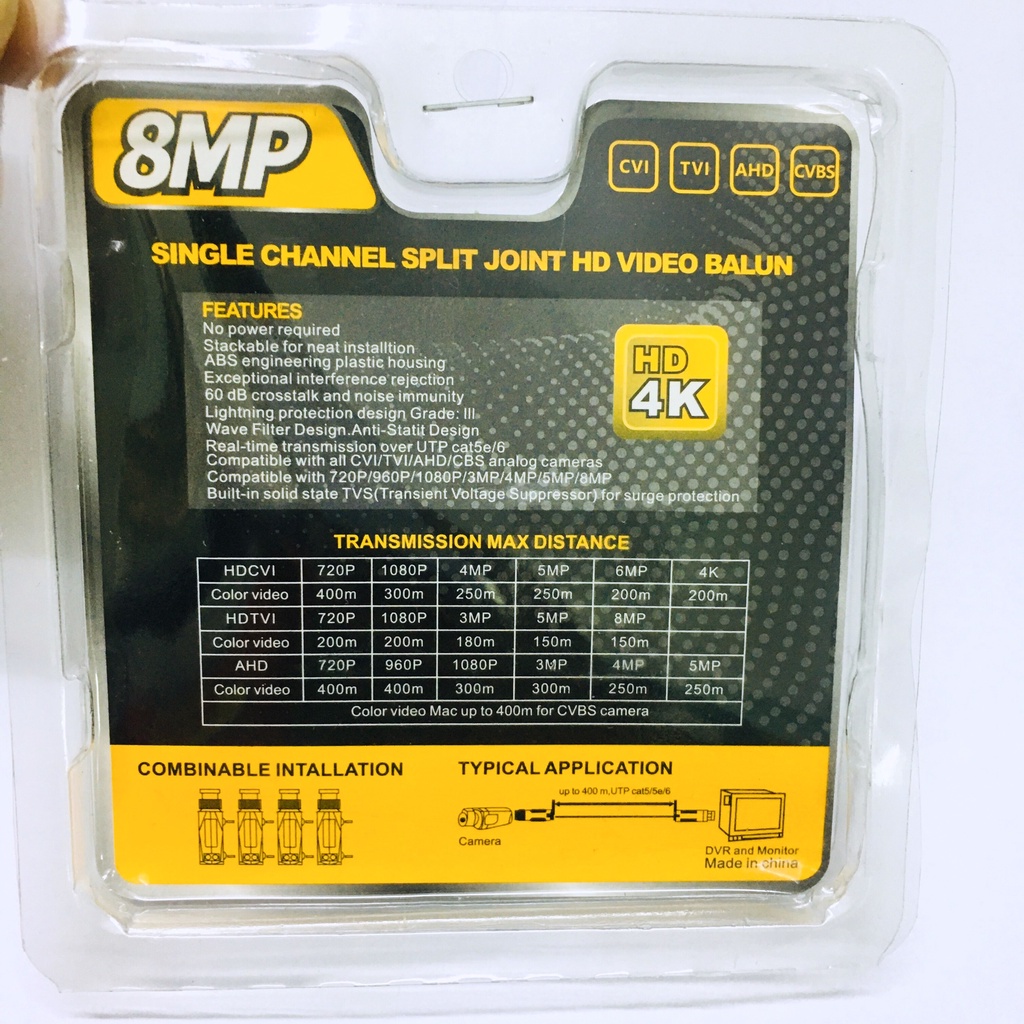 8MP
CVI TVI AHD CVBS
SINGLE CHANNEL SPLIT JOINT HD VIDEO BALUN
FEATURES
No power required
Stackable for neat installtion
ABS engineering plastic housing
Exceptional interference rejection
60 dB crosstalk and noise immunity
Lightning protection design Grade: III
Wave Filter Design.Anti-Statit Design
Real-time transmission over UTP cat5e/6
Compatible with all CVI/TVI/AHD/CBS analog cameras
Compatible with 720P/960P/1080P/3MP/4MP/5MP/8MP
Built-in solid state TVS(Transient Voltage Suppressor) for surge protection
HD
4K
TRANSMISSION MAX DISTANCE
HDCVI 720P 1080P 4MP 5MP 6MP 4K
Color video 400m 300m 250m 250m 200m 200m
HDTVI 720P 1080P 3MP 5MP 8MP
Color video 200m 200m 180m 150m 150m
AHD 720P 960P 1080P 3MP 4MP 5MP
Color video 400m 400m 300m 300m 250m 250m
Color video Mac up to 400m for CVBS camera
COMBINABLE INTALLATION
TYPICAL APPLICATION
up to 400 m,UTP cat5/5e/6
Camera
DVR and Monitor
Made in china